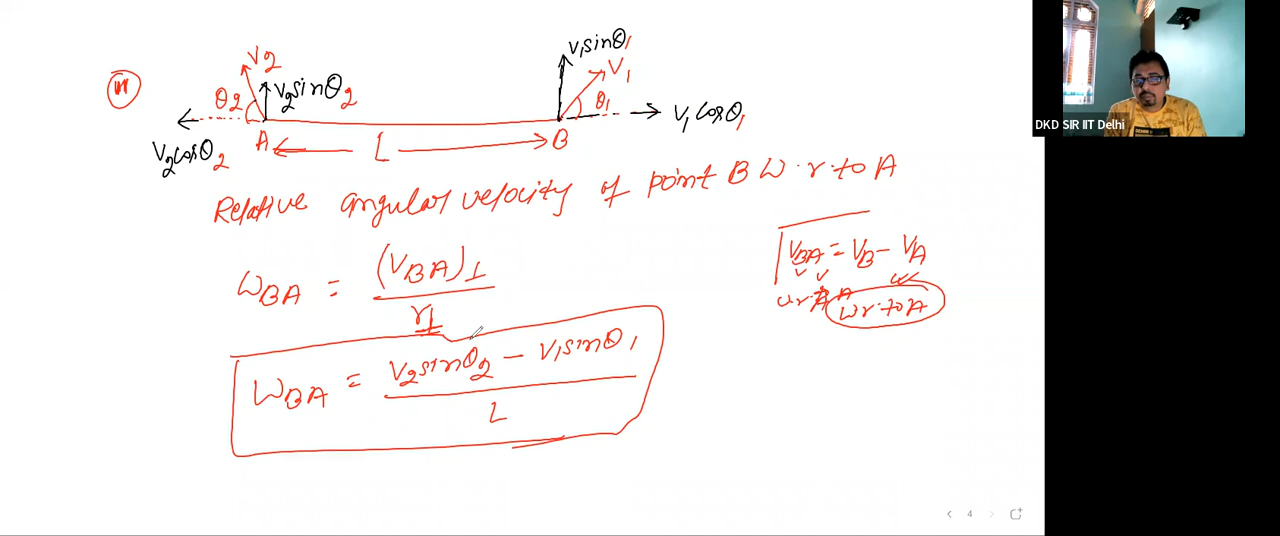 (11)
V2
V2sinθ2
θ2
V2cosθ2
A
L
B
V1sinθ1
V1
θ1
V1cosθ1
DKD SIR IIT Delhi
Relative angular velocity of point B w.r.to A
ωBA = (VBA)⊥ / r⊥
VBA = VB - VA
w.r.to A
ωBA = V2sinθ2 - V1sinθ1 / L
4